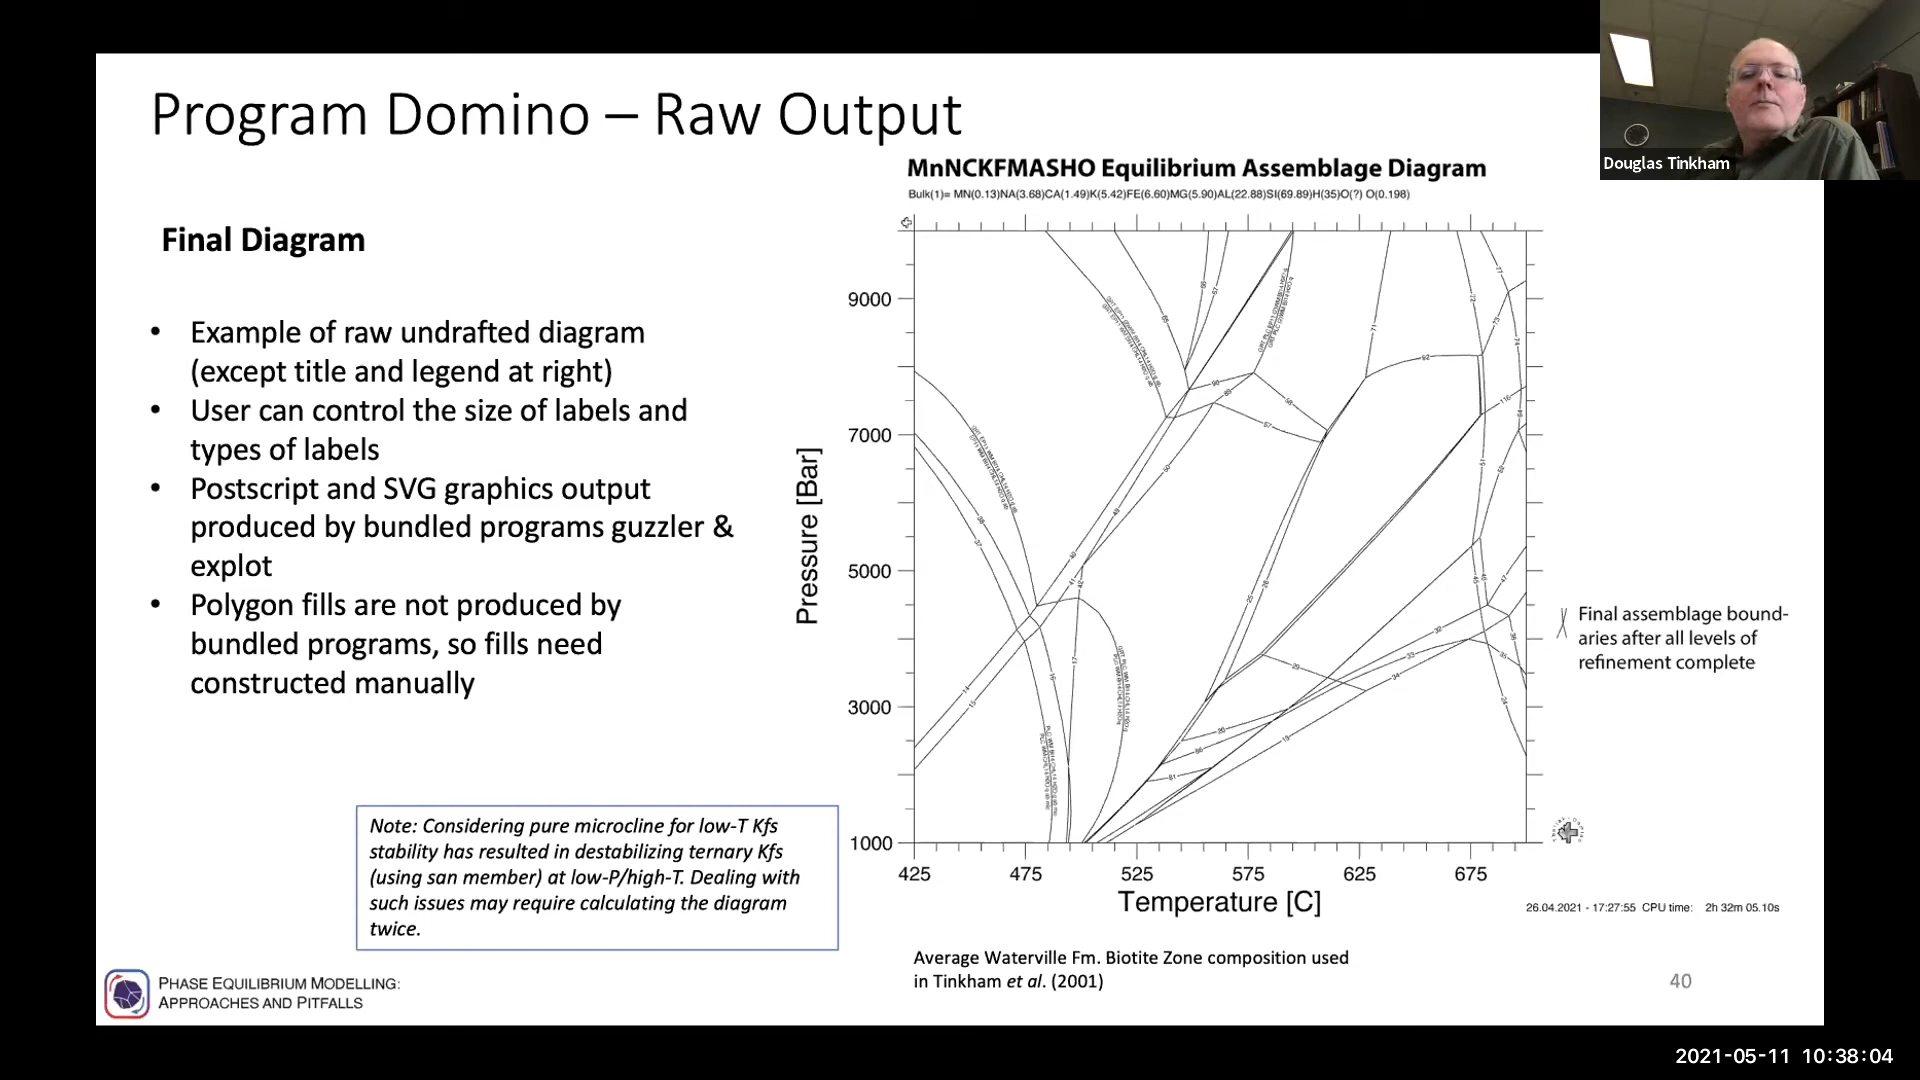 Program Domino – Raw Output
Douglas Tinkham
MnNCKFMASHO Equilibrium Assemblage Diagram
Bulk(1)= MN(0.13)NA(3.68)CA(1.49)K(5.42)FE(6.60)MG(5.90)AL(22.88)SI(69.89)H(35)O(?) O(0.198)
Final Diagram
• Example of raw undrafted diagram
(except title and legend at right)
• User can control the size of labels and
types of labels
• Postscript and SVG graphics output
produced by bundled programs guzzler &
explot
• Polygon fills are not produced by
bundled programs, so fills need
constructed manually
Note: Considering pure microcline for low-T Kfs
stability has resulted in destabilizing ternary Kfs
(using san member) at low-P/high-T. Dealing with
such issues may require calculating the diagram
twice.
Pressure [Bar]
9000
7000
5000
3000
1000
425 475 525 575 625 675
Temperature [C]
Final assemblage bound-
aries after all levels of
refinement complete
26.04.2021 - 17:27:55 CPU time: 2h 32m 05.10s
Average Waterville Fm. Biotite Zone composition used
in Tinkham et al. (2001)
PHASE EQUILIBRIUM MODELLING:
APPROACHES AND PITFALLS
40
2021-05-11 10:38:04